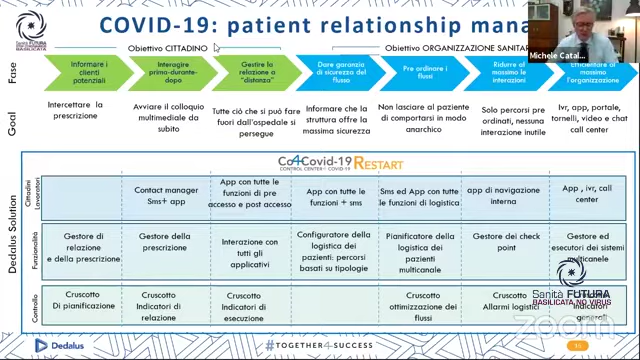 Sanità FUTURA
BASILICATA
COVID-19: patient relationship mana
Obiettivo CITTADINO
Obiettivo ORGANIZZAZIONE SANITAR
Michele Catal...
Fase
Informare i clienti potenziali
Interagire prima-durante-dopo
Gestire la relazione a "distanza"
Dare garanzia di sicurezza del flusso
Pre ordinare i flussi
Ridurre al massimo le interazioni
Efficientare al massimo l'organizzazione
Goal
Intercettare la prescrizione
Avviare il colloquio multimediale da subito
Tutte ciò che si può fare fuori dall'ospedale si persegue
Informare che la struttura offre la massima sicurezza
Non lasciare al paziente di comportarsi in modo anarchico
Solo percorsi pre ordinati, nessuna interazione inutile
Ivr, app, portale, tornelli, video e chat call center
Co4Covid-19 RESTART
CONTROL CENTER 4 COVID-19
Dedalus Solution
Cittadini Lavoratori
Contact manager Sms+ app
App con tutte le funzioni di pre accesso e post accesso
App con tutte le funzioni + sms
Sms ed App con tutte le funzioni di logistica
app di navigazione interna
App , ivr, call center
Funzionalità
Gestore di relazione e della prescrizione
Gestore della prescrizione
Interazione con tutti gli applicativi
Configuratore della logistica dei pazienti: percorsi basati su tipologie
Pianificatore della logistica dei pazienti multicanale
Gestore dei check point
Gestore ed esecutori dei sistemi multicanele
Controllo
Cruscotto Di pianificazione
Cruscotto Indicatori di relazione
Cruscotto Indicatori di esecuzione
Cruscotto ottimizzazione dei flussi
Cruscotto Allarmi logistici
Indicatori generali
Sanità FUTURA
BASILICATA, NO VIRUS
zoom
Dedalus
#TOGETHER4SUCCESS
16